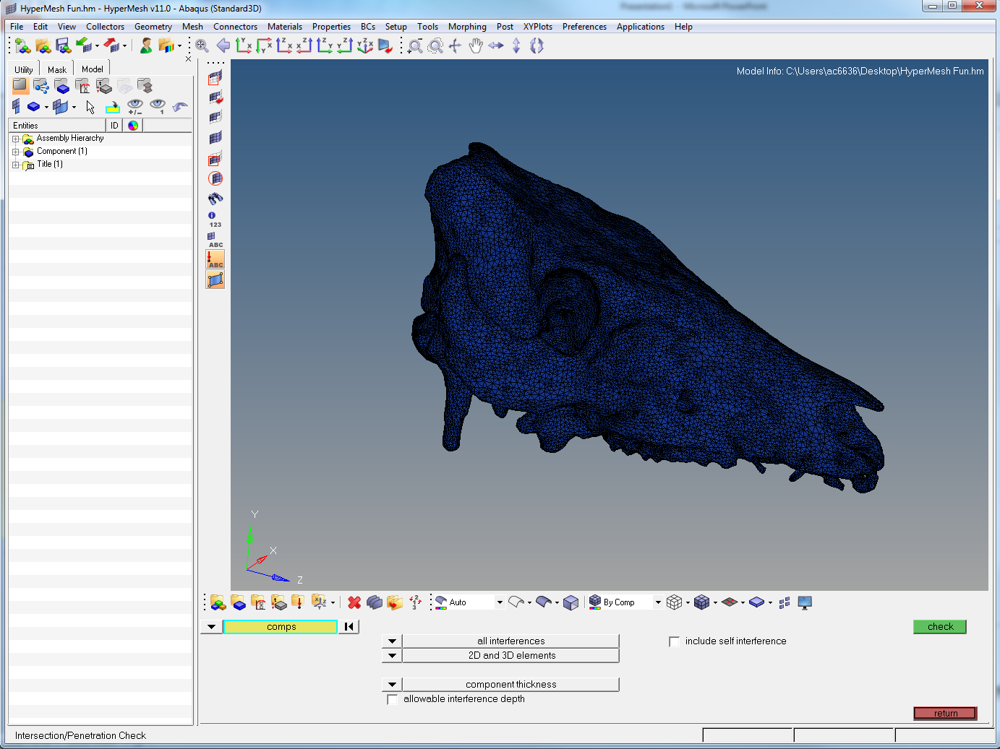 HyperMesh Fun.hm - HyperMesh v11.0 - Abaqus (Standard3D)
File Edit View Collectors Geometry Mesh Connectors Materials Properties BCs Setup Tools Morphing Post XYPlots Preferences Applications Help
Utility Mask Model
Model Info: C:\Users\ac6636\Desktop\HyperMesh Fun.hm
Entities ID
Assembly Hierarchy
Component (1)
Title (1)
123
ABC
ABC
Y
X
Z
Auto By Comp
comps check
all interferences include self interference
2D and 3D elements
component thickness
allowable interference depth
return
Intersection/Penetration Check